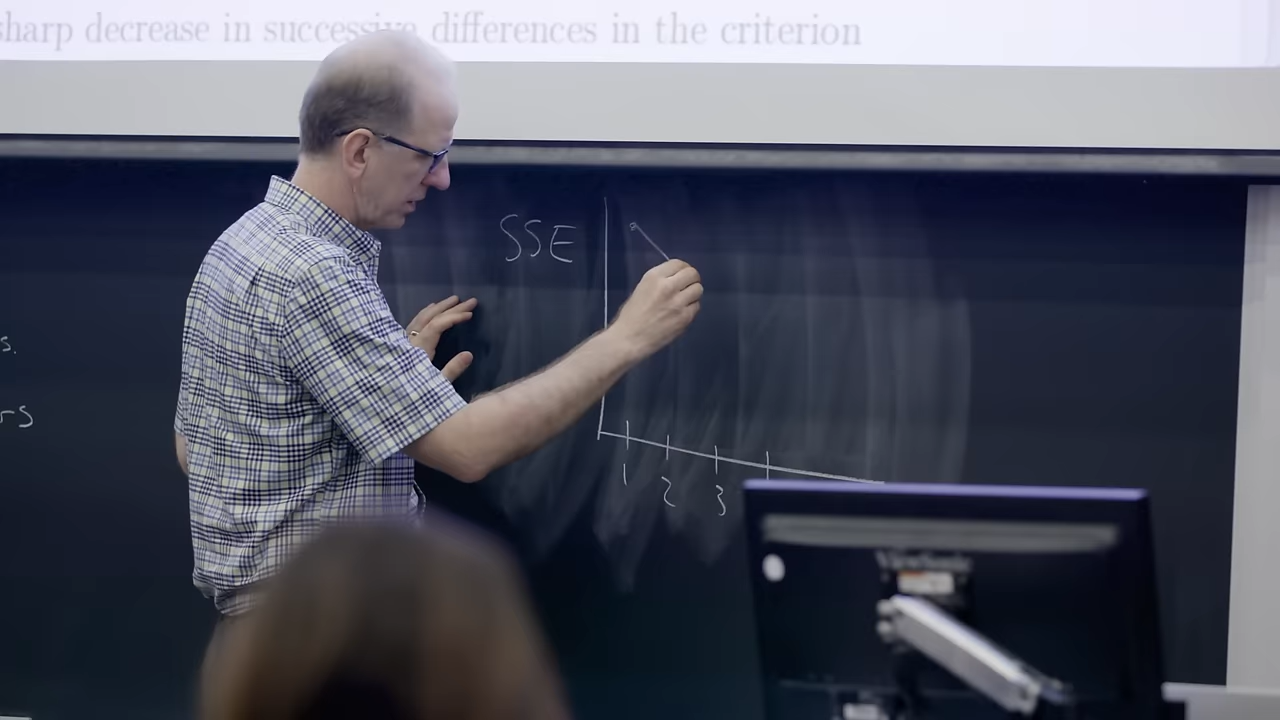 sharp decrease in successive differences in the criterion
SSE
s.
rs
1 2 3